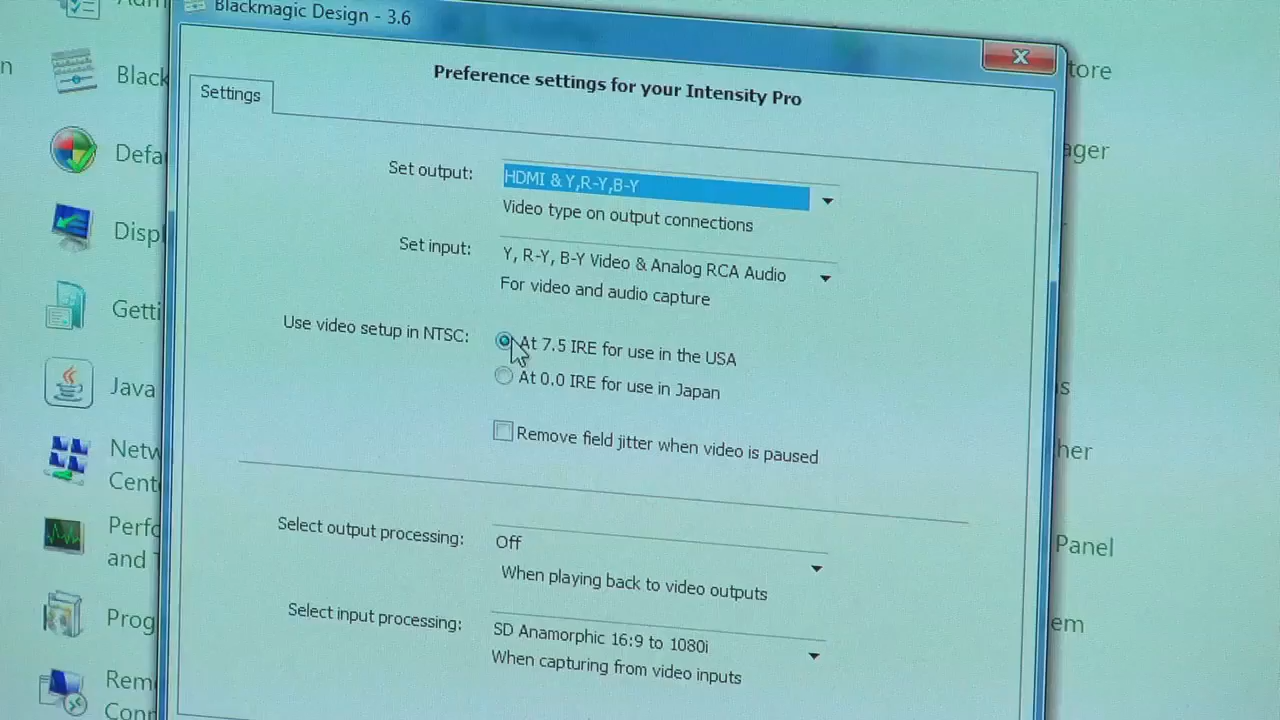 Blackmagic Design - 3.6
Preference settings for your Intensity Pro
Settings
Set output: HDMI & Y,R-Y,B-Y
Video type on output connections
Set input: Y, R-Y, B-Y Video & Analog RCA Audio
For video and audio capture
Use video setup in NTSC: At 7.5 IRE for use in the USA
At 0.0 IRE for use in Japan
Remove field jitter when video is paused
Select output processing: Off
When playing back to video outputs
Select input processing: SD Anamorphic 16:9 to 1080i
When capturing from video inputs
Black
Defa
Disp
Getti
Java
Netw
Cent
Perfo
and T
Prog
Rem
Conn
tore
ager
s
her
Panel
em